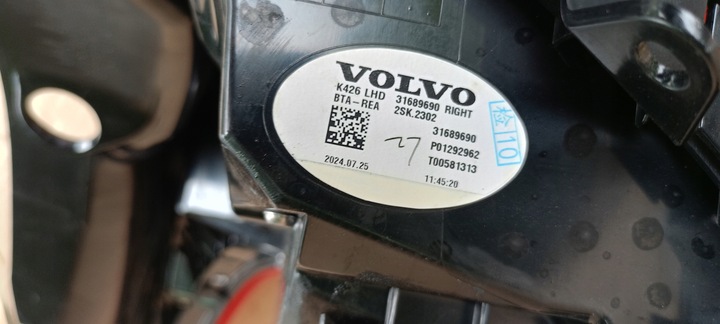 VOLVO
K426 LHD 31689690 RIGHT
BTA-REA 2SK.2302
31689690
P01292962
T00581313
2024.07.25
11:45:20
检110
27